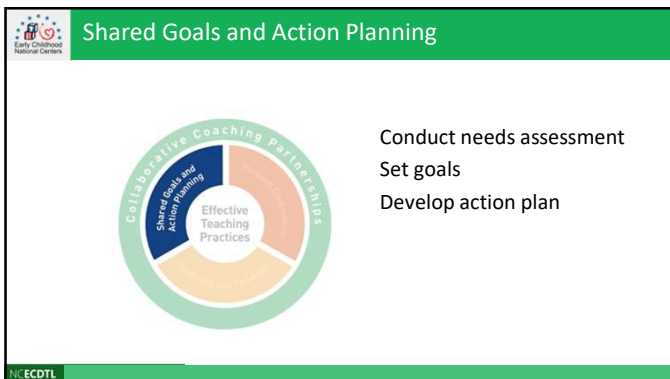 Early Childhood
National Centers
Shared Goals and Action Planning
Collaborative Coaching Partnerships
Shared Goals and
Action Planning
Effective
Teaching
Practices
Conduct needs assessment
Set goals
Develop action plan
NCECDTL